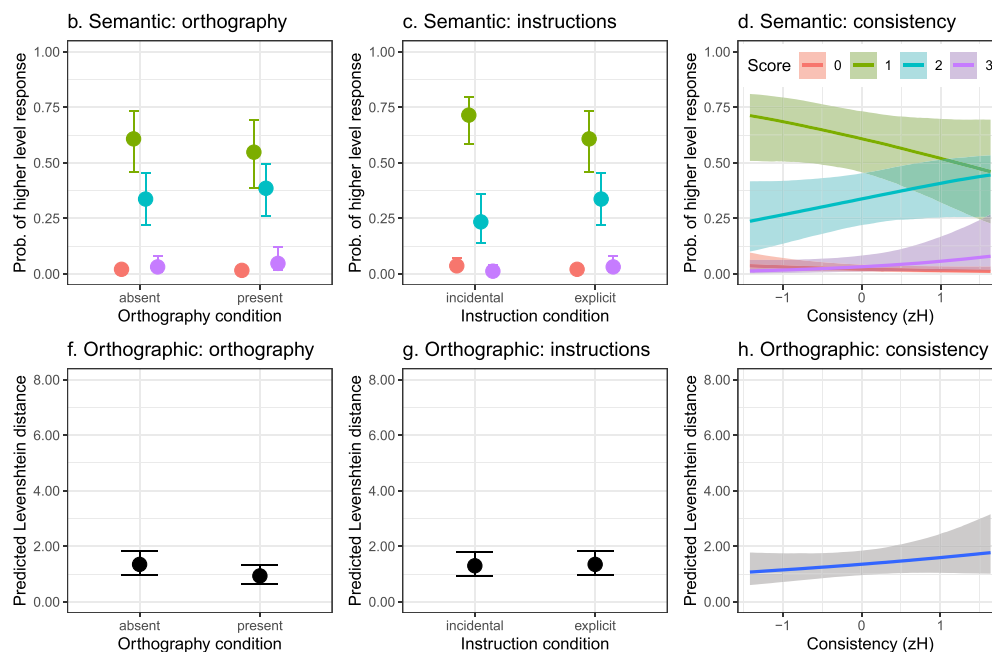 b. Semantic: orthography
c. Semantic: instructions
d. Semantic: consistency
Prob. of higher level response
1.00
0.75
0.50
0.25
0.00
absent
present
Orthography condition
Prob. of higher level response
1.00
0.75
0.50
0.25
0.00
incidental
explicit
Instruction condition
Prob. of higher level response
1.00
0.75
0.50
0.25
0.00
Score 0 1 2 3
−1
0
1
Consistency (zH)
f. Orthographic: orthography
g. Orthographic: instructions
h. Orthographic: consistency
Predicted Levenshtein distance
8.00
6.00
4.00
2.00
0.00
absent
present
Orthography condition
Predicted Levenshtein distance
8.00
6.00
4.00
2.00
0.00
incidental
explicit
Instruction condition
Predicted Levenshtein distance
8.00
6.00
4.00
2.00
0.00
−1
0
1
Consistency (zH)